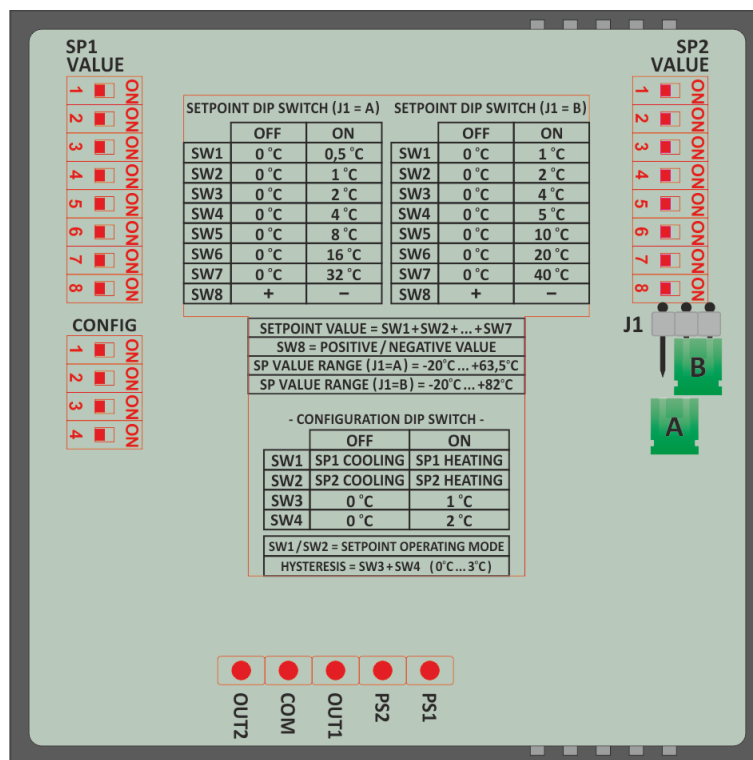 SP1
VALUE
1 ON
2 ON
3 ON
4 ON
5 ON
6 ON
7 ON
8 ON
CONFIG
1 ON
2 ON
3 ON
4 ON
SETPOINT DIP SWITCH (J1 = A)
OFF ON
SW1 0 °C 0,5 °C
SW2 0 °C 1 °C
SW3 0 °C 2 °C
SW4 0 °C 4 °C
SW5 0 °C 8 °C
SW6 0 °C 16 °C
SW7 0 °C 32 °C
SW8 + –
SETPOINT DIP SWITCH (J1 = B)
OFF ON
SW1 0 °C 1 °C
SW2 0 °C 2 °C
SW3 0 °C 4 °C
SW4 0 °C 5 °C
SW5 0 °C 10 °C
SW6 0 °C 20 °C
SW7 0 °C 40 °C
SW8 + –
SETPOINT VALUE = SW1+SW2+...+SW7
SW8 = POSITIVE / NEGATIVE VALUE
SP VALUE RANGE (J1=A) = -20°C... +63,5°C
SP VALUE RANGE (J1=B) = -20°C... +82°C
- CONFIGURATION DIP SWITCH -
OFF ON
SW1 SP1 COOLING SP1 HEATING
SW2 SP2 COOLING SP2 HEATING
SW3 0 °C 1 °C
SW4 0 °C 2 °C
SW1/SW2 = SETPOINT OPERATING MODE
HYSTERESIS = SW3+SW4 (0°C... 3°C)
SP2
VALUE
1 ON
2 ON
3 ON
4 ON
5 ON
6 ON
7 ON
8 ON
J1
B
A
OUT2
COM
OUT1
PS2
PS1